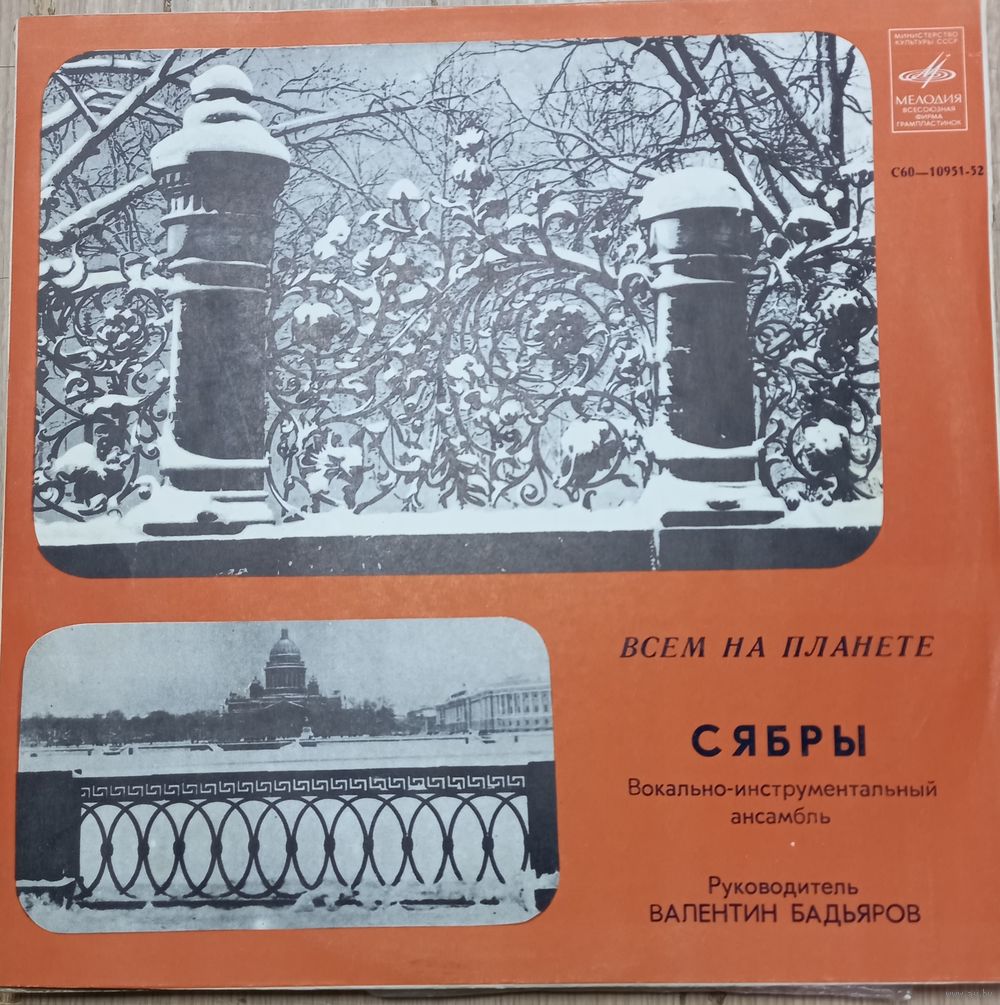 МИНИСТЕРСТВО
КУЛЬТУРЫ СССР
МЕЛОДИЯ
ВСЕСОЮЗНАЯ
ФИРМА
ГРАМПЛАСТИНОК
С60—10951-52
ВСЕМ НА ПЛАНЕТЕ
СЯБРЫ
Вокально-инструментальный
ансамбль
Руководитель
ВАЛЕНТИН БАДЬЯРОВ